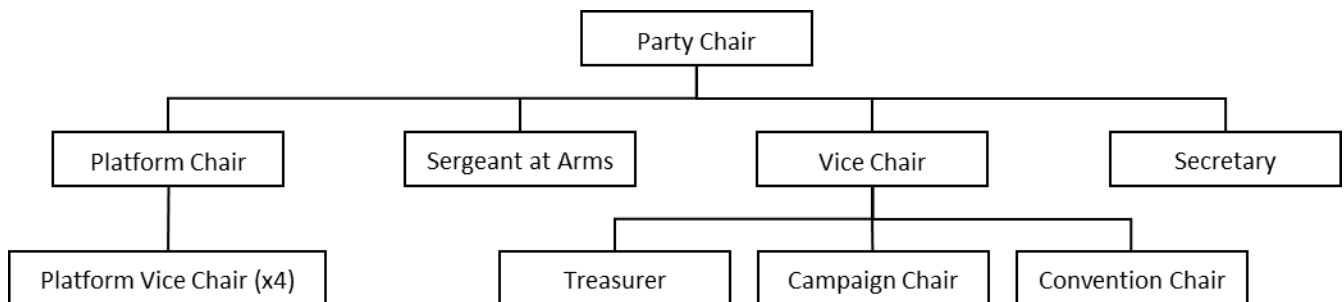 Party Chair
Platform Chair
Sergeant at Arms
Vice Chair
Secretary
Platform Vice Chair (x4)
Treasurer
Campaign Chair
Convention Chair